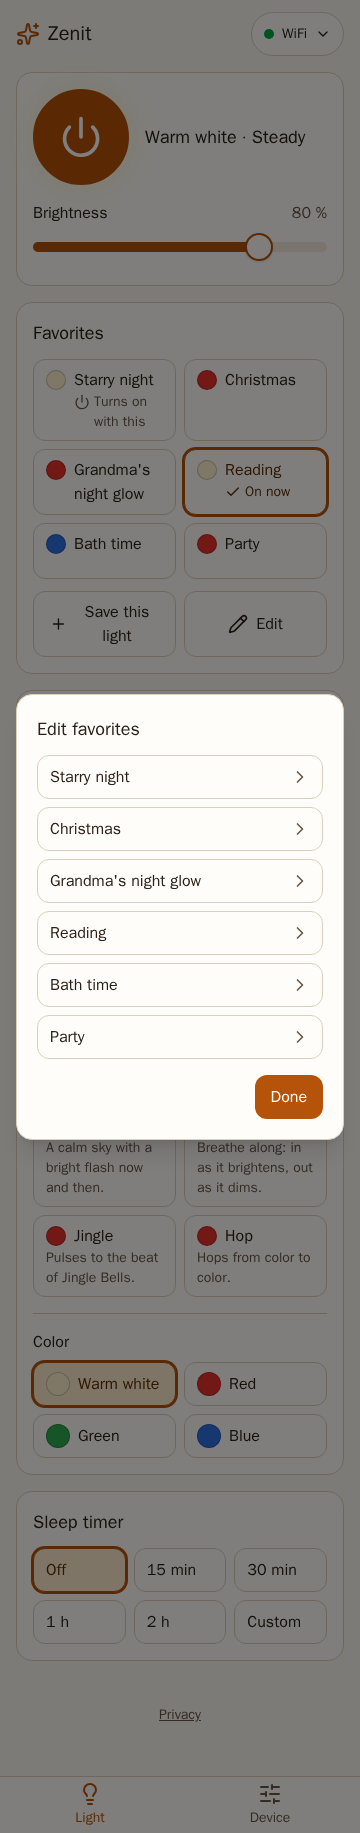 Zenit
WiFi
Warm white · Steady
Brightness
80 %
Favorites
Starry night
Turns on
with this
Christmas
Grandma's
night glow
Reading
On now
Bath time
Party
Save this
light
Edit
Edit favorites
Starry night
Christmas
Grandma's night glow
Reading
Bath time
Party
Done
A calm sky with a
bright flash now
and then.
Breathe along: in
as it brightens, out
as it dims.
Jingle
Pulses to the beat
of Jingle Bells.
Hop
Hops from color to
color.
Color
Warm white
Red
Green
Blue
Sleep timer
Off
15 min
30 min
1 h
2 h
Custom
Privacy
Light
Device